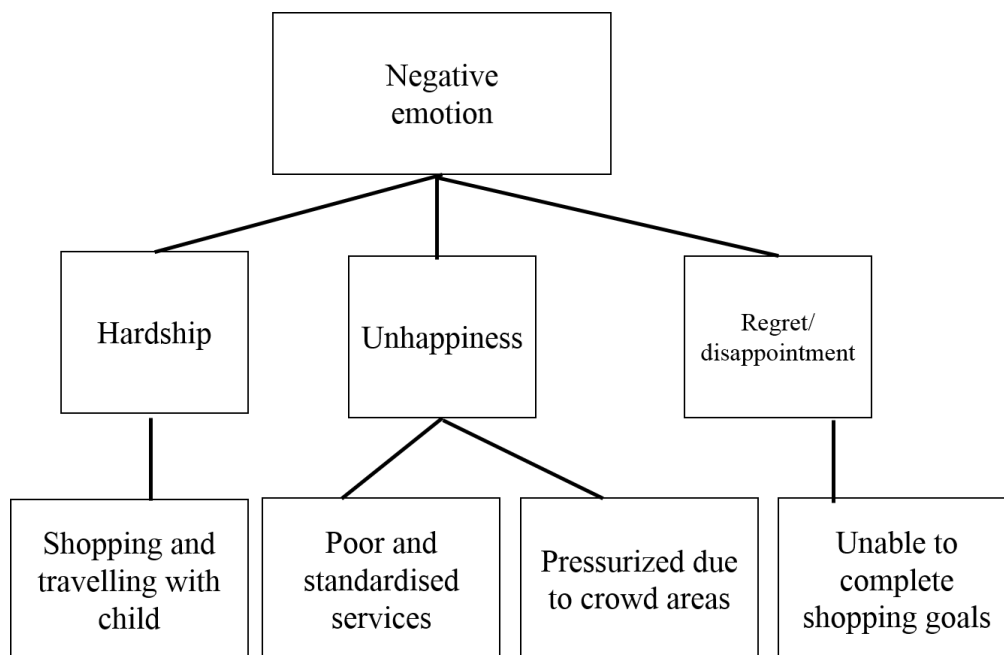 Negative
emotion
Hardship
Unhappiness
Regret/
disappointment
Shopping and
travelling with
child
Poor and
standardised
services
Pressurized due
to crowd areas
Unable to
complete
shopping goals